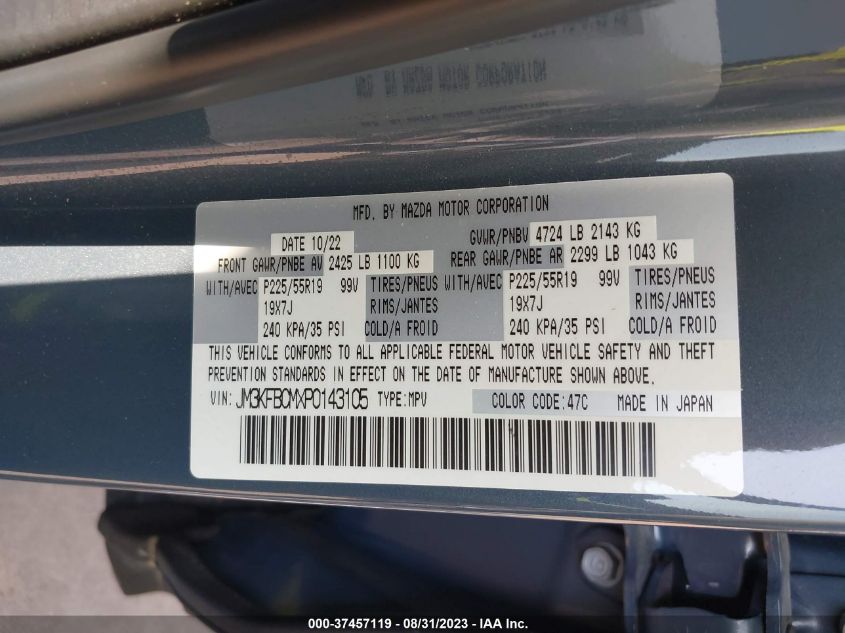 MFD. BY MAZDA MOTOR CORPORATION
DATE 10/22 GVWR/PNBV 4724 LB 2143 KG
FRONT GAWR/PNBE AV 2425 LB 1100 KG REAR GAWR/PNBE AR 2299 LB 1043 KG
WITH/AVEC P225/55R19 99V TIRES/PNEUS WITH/AVEC P225/55R19 99V TIRES/PNEUS
19X7J RIMS/JANTES 19X7J RIMS/JANTES
240 KPA/35 PSI COLD/A FROID 240 KPA/35 PSI COLD/A FROID
THIS VEHICLE CONFORMS TO ALL APPLICABLE FEDERAL MOTOR VEHICLE SAFETY AND THEFT
PREVENTION STANDARDS IN EFFECT ON THE DATE OF MANUFACTURE SHOWN ABOVE.
VIN: JM3KFBCMXP0143105 TYPE:MPV COLOR CODE:47C MADE IN JAPAN
000-37457119 - 08/31/2023 - IAA Inc.